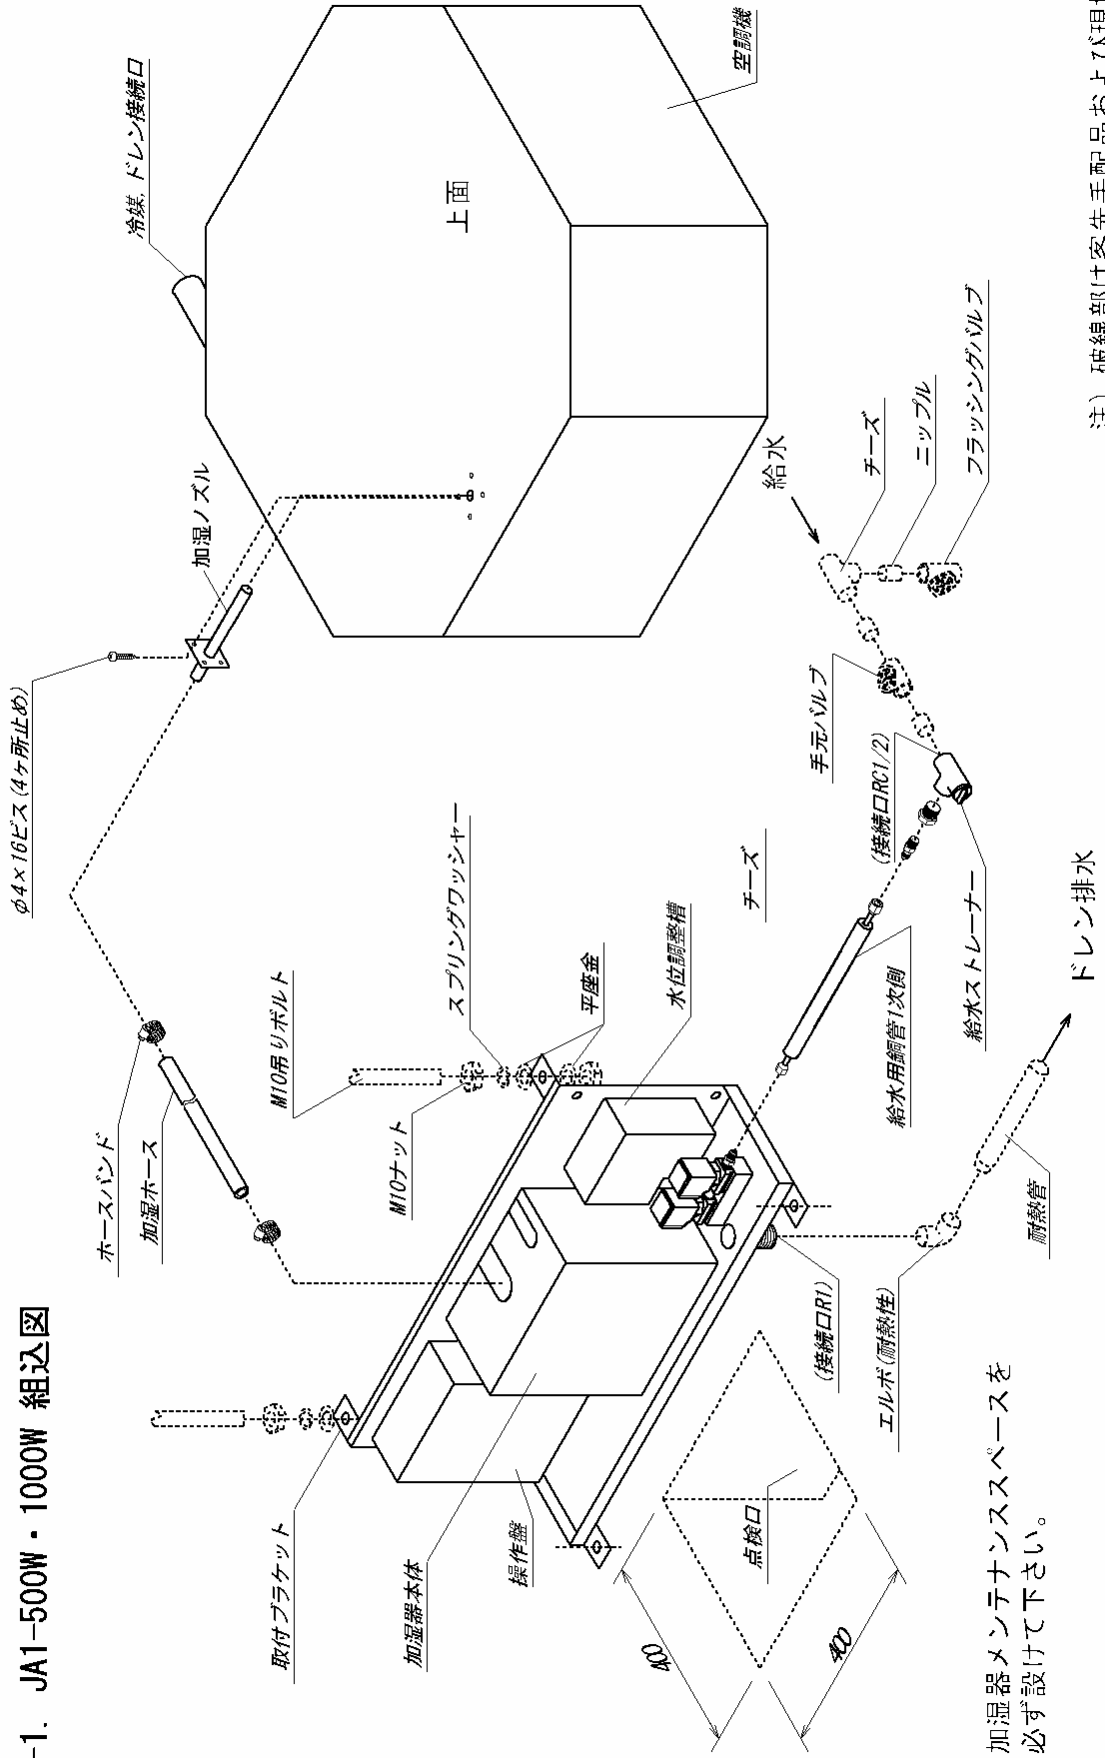 -1. JA1-500W・1000W 組込図
φ4×16ビス(4ヶ所止め)
冷媒,ドレン接続口
空調機
上面
加湿ノズル
ホースバンド
加湿ホース
M10吊りボルト
M10ナット
スプリングワッシャー
平座金
水位調整槽
チーズ
給水
チーズ
ニップル
フラッシングバルブ
手元バルブ
(接続口RC1/2)
給水ストレーナー
給水用銅管1次側
ドレン排水
耐熱管
エルボ(耐熱性)
(接続口R1)
取付ブラケット
加湿器本体
操作盤
点検口
400
400
加湿器メンテナンススペースを
必ず設けて下さい。
注)